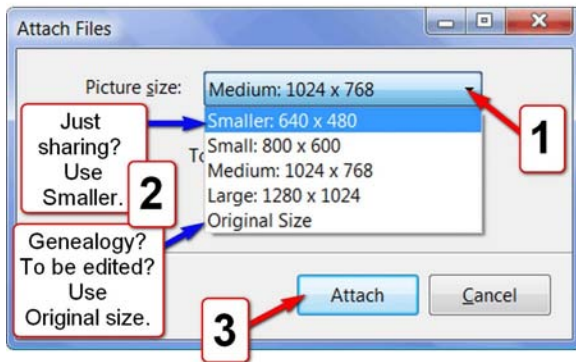 Attach Files
Picture size: Medium: 1024 x 768
1
Just
sharing?
Use
Smaller.
2
To
Smaller: 640 x 480
Small: 800 x 600
Medium: 1024 x 768
Large: 1280 x 1024
Original Size
Genealogy?
To be edited?
Use
Original size.
3
Attach
Cancel